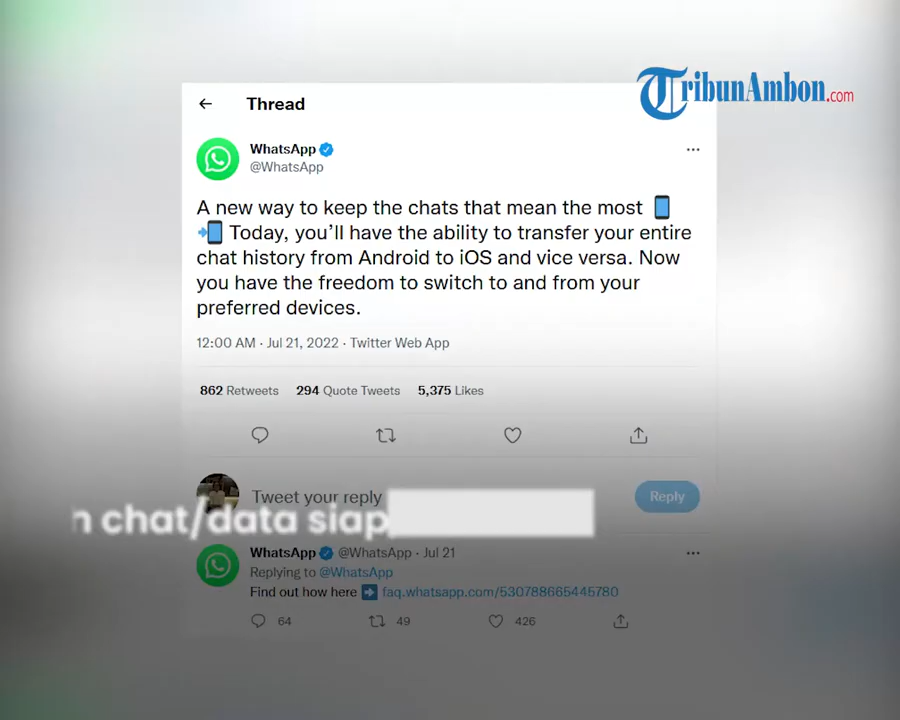 TribunAmbon.com
Thread
WhatsApp
@WhatsApp
A new way to keep the chats that mean the most
Today, you'll have the ability to transfer your entire
chat history from Android to iOS and vice versa. Now
you have the freedom to switch to and from your
preferred devices.
12:00 AM · Jul 21, 2022 · Twitter Web App
862 Retweets 294 Quote Tweets 5,375 Likes
Tweet your reply
Reply
n chat/data siap
WhatsApp @WhatsApp · Jul 21
Replying to @WhatsApp
Find out how here faq.whatsapp.com/530788665445780
64 49 426